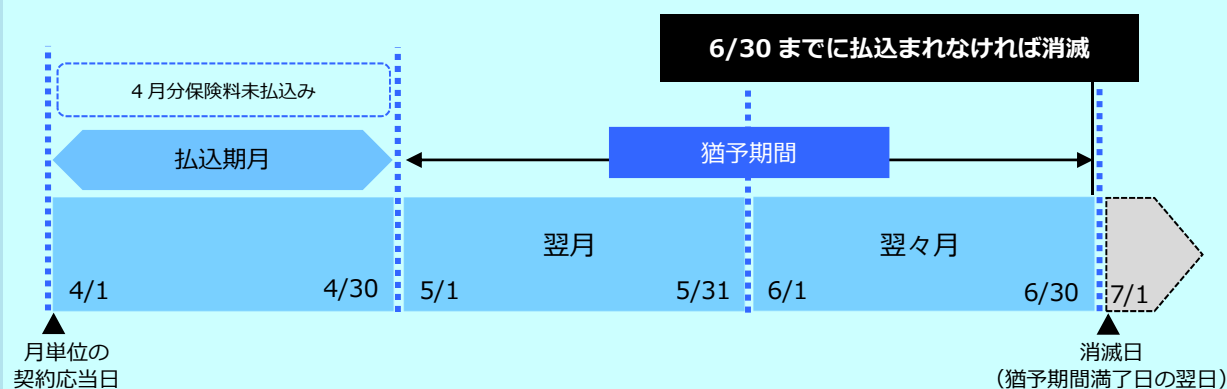 6/30 までに払込まれなければ消滅
4 月分保険料未払込み
払込期月
猶予期間
翌月
翌々月
4/1
4/30
5/1
5/31
6/1
6/30
7/1
月単位の
契約応当日
消滅日
（猶予期間満了日の翌日）